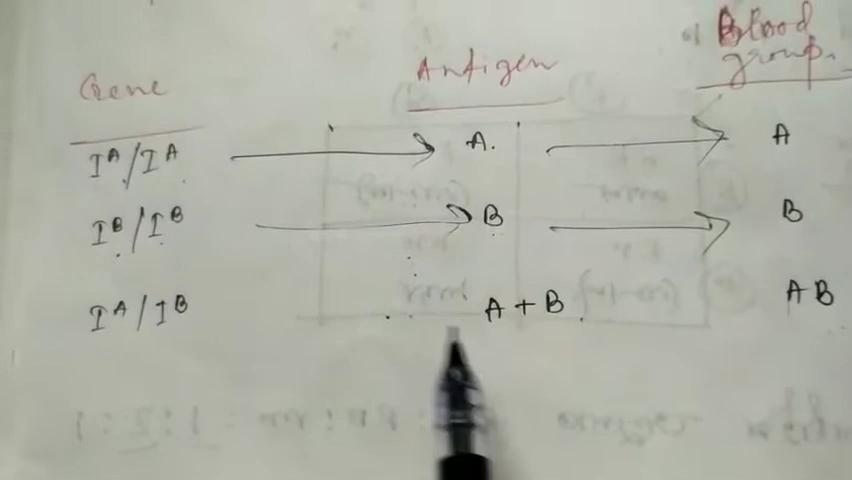 Gene Antigen Blood group.
I^A/I^A → A. → A
I^B/I^B → B → B
I^A/I^B A + B AB